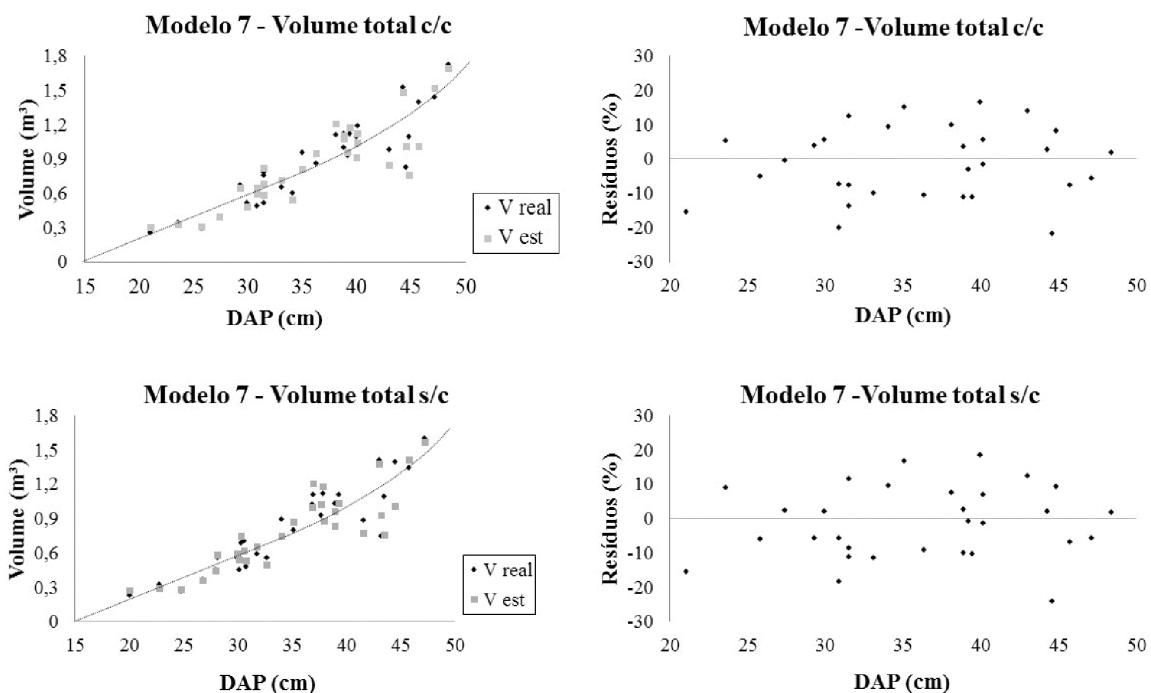 Modelo 7 - Volume total c/c
Volume (m³)
1,8
1,5
1,2
0,9
0,6
0,3
0
15 20 25 30 35 40 45 50
DAP (cm)
V real
V est
Modelo 7 -Volume total c/c
Resíduos (%)
30
20
10
0
-10
-20
-30
20 25 30 35 40 45 50
DAP (cm)
Modelo 7 - Volume total s/c
Volume (m³)
1,8
1,5
1,2
0,9
0,6
0,3
0
15 20 25 30 35 40 45 50
DAP (cm)
V real
V est
Modelo 7 -Volume total s/c
Resíduos (%)
30
20
10
0
-10
-20
-30
20 25 30 35 40 45 50
DAP (cm)